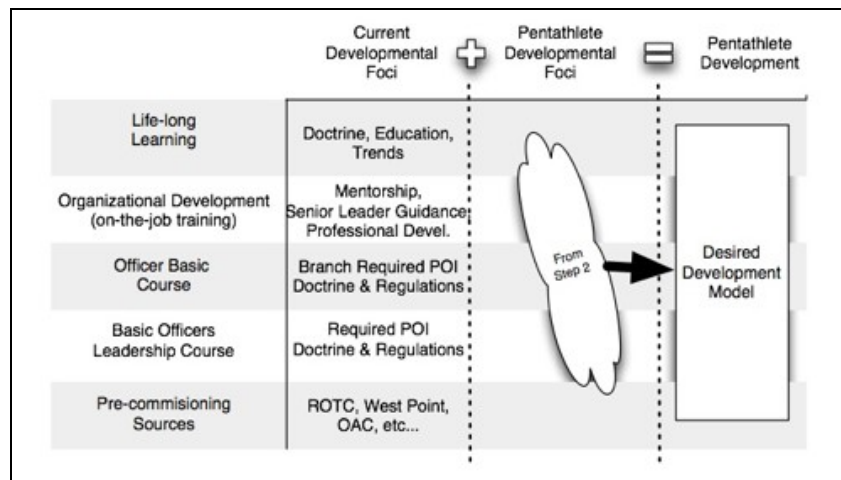 Current
Developmental
Foci
Pentathlete
Developmental
Foci
Pentathlete
Development
Life-long
Learning
Doctrine, Education,
Trends
Organizational Development
(on-the-job training)
Mentorship,
Senior Leader Guidance
Professional Devel.
Officer Basic
Course
Branch Required POI
Doctrine & Regulations
From
Step 2
Desired
Development
Model
Basic Officers
Leadership Course
Required POI
Doctrine & Regulations
Pre-commisioning
Sources
ROTC, West Point,
OAC, etc...